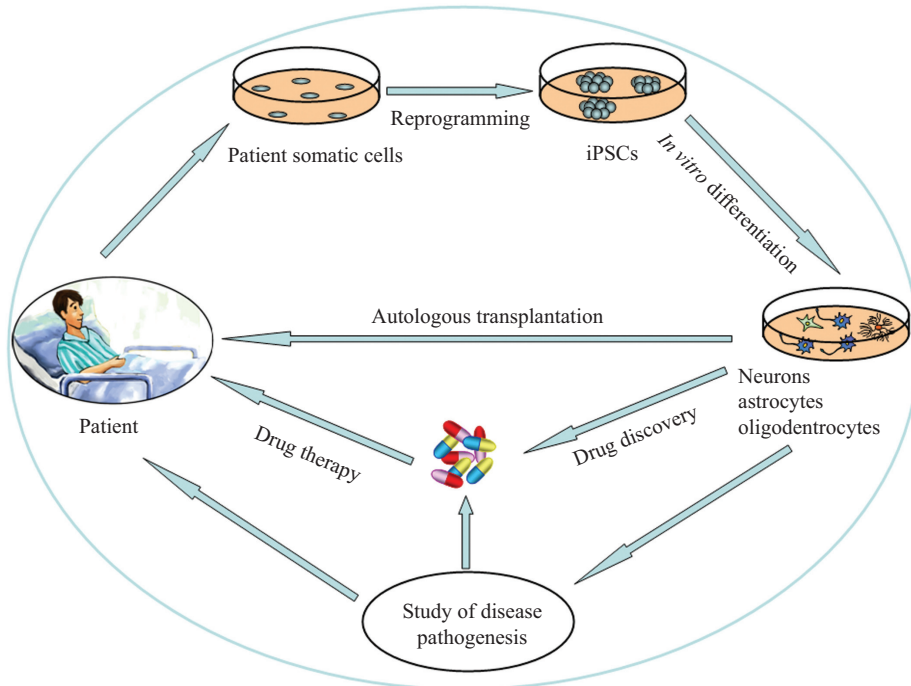 Reprogramming
Patient somatic cells
iPSCs
In vitro differentiation
Autologous transplantation
Neurons
astrocytes
oligodentrocytes
Patient
Drug therapy
Drug discovery
Study of disease
pathogenesis